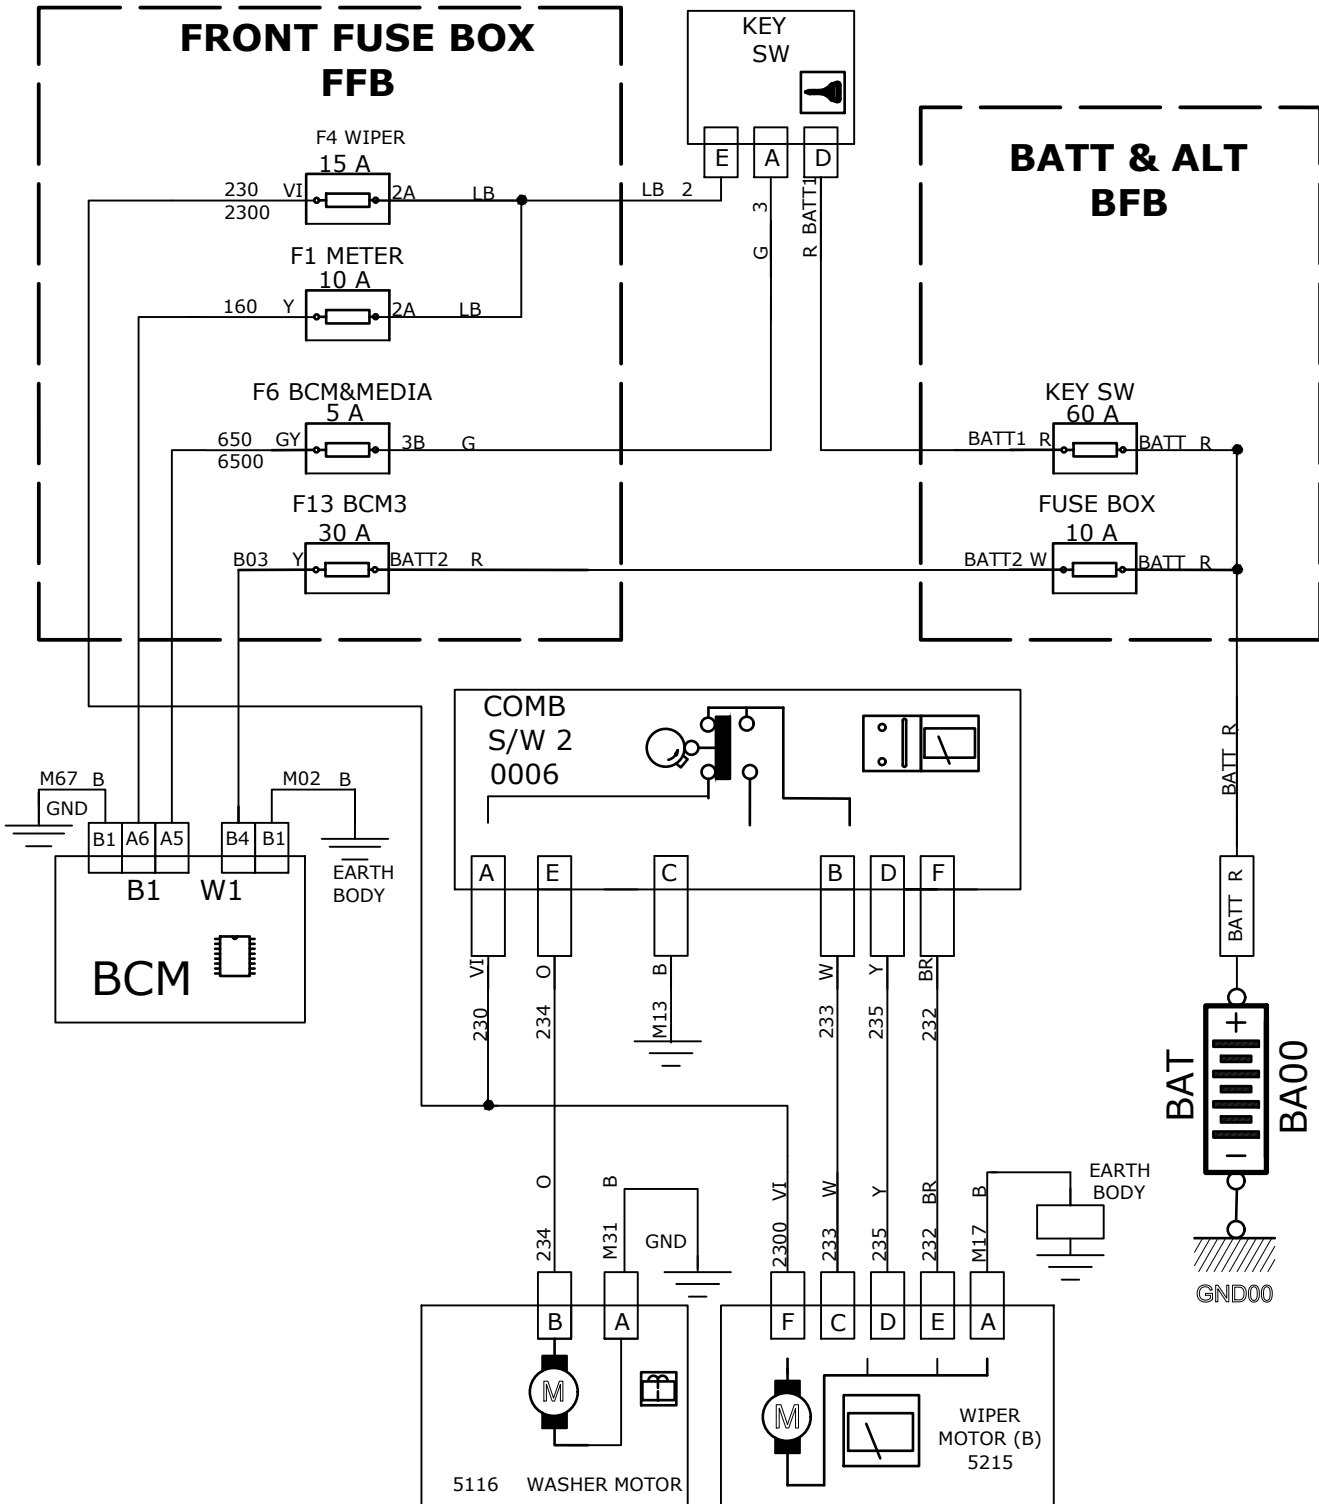 FRONT FUSE BOX
FFB
KEY
SW
E
A
D
BATT & ALT
BFB
F4 WIPER
15 A
230 VI
2300
2A LB
LB 2
3
G
R BATT1
F1 METER
10 A
160 Y
2A LB
F6 BCM&MEDIA
5 A
650 GY
6500
3B G
KEY SW
60 A
BATT1 R
BATT R
F13 BCM3
30 A
B03 Y
BATT2 R
FUSE BOX
10 A
BATT2 W
BATT R
COMB
S/W 2
0006
BATT R
M67 B
GND
M02 B
B1
A6
A5
B4
B1
EARTH
BODY
B1
W1
BCM
A
E
C
B
D
F
BATT R
VI
O
B
W
Y
BR
230
234
M13
233
235
232
+
BAT
BA00
−
O
B
VI
W
Y
BR
B
234
M31
GND
2300
233
235
232
M17
EARTH
BODY
GND00
B
A
F
C
D
E
A
M
M
WIPER
MOTOR (B)
5215
5116 WASHER MOTOR